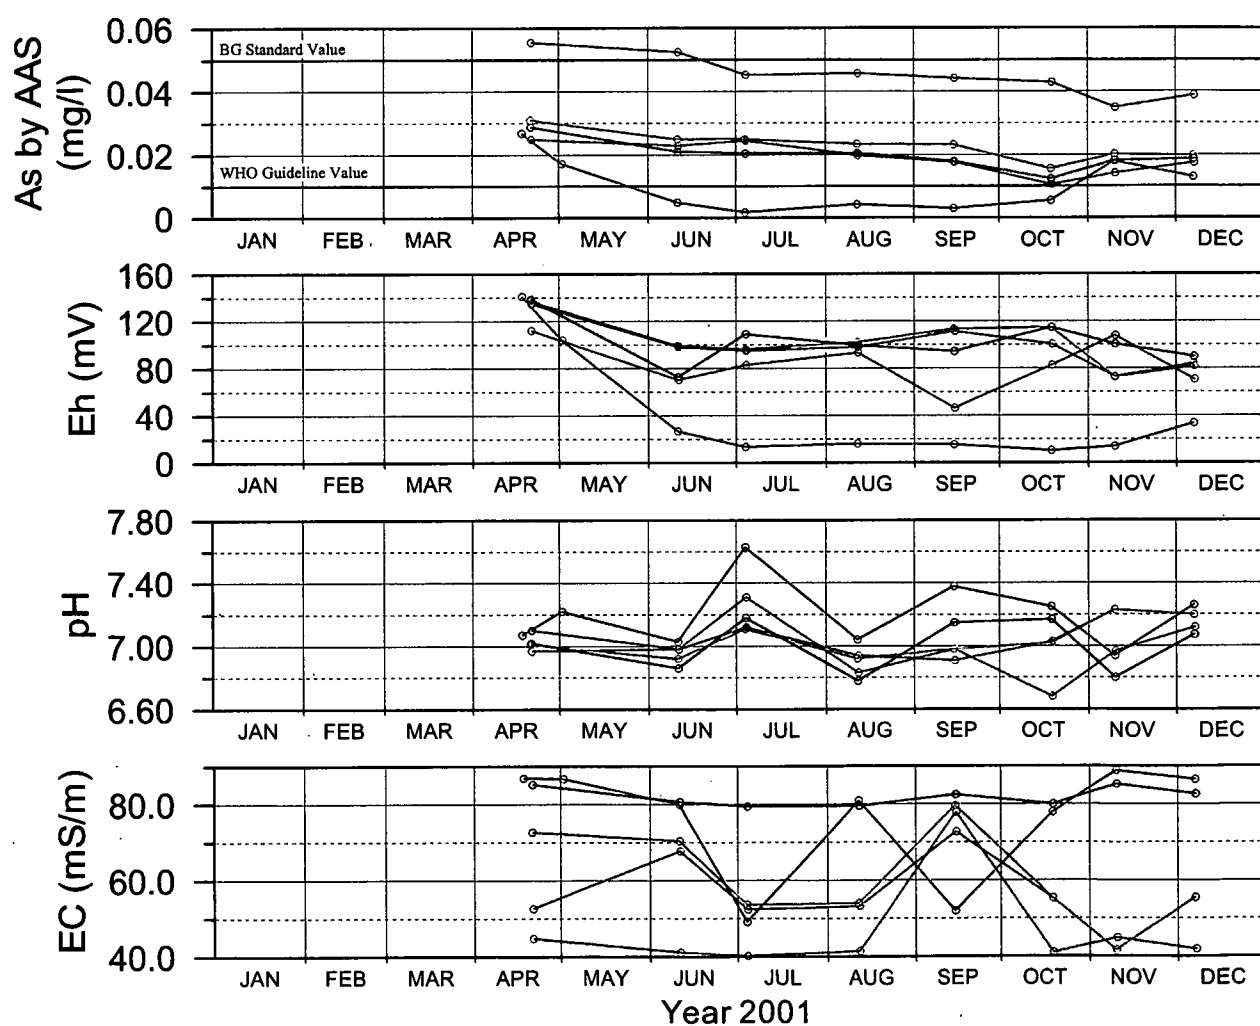 As by AAS
(mg/l)
0.06
0.04
0.02
0
BG Standard Value
WHO Guideline Value
JAN FEB MAR APR MAY JUN JUL AUG SEP OCT NOV DEC
Eh (mV)
160
120
80
40
0
JAN FEB MAR APR MAY JUN JUL AUG SEP OCT NOV DEC
pH
7.80
7.40
7.00
6.60
JAN FEB MAR APR MAY JUN JUL AUG SEP OCT NOV DEC
EC (mS/m)
80.0
60.0
40.0
JAN FEB MAR APR MAY JUN JUL AUG SEP OCT NOV DEC
Year 2001